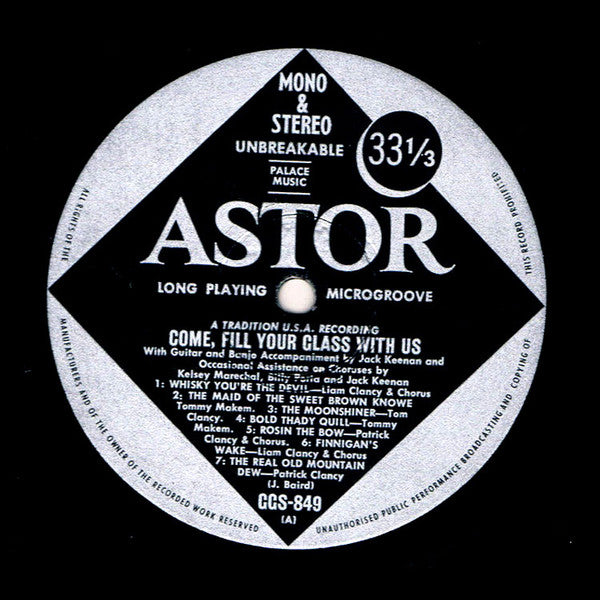 MONO
&
STEREO
UNBREAKABLE
33 1/3
PALACE
MUSIC
ASTOR
LONG PLAYING MICROGROOVE
A TRADITION U.S.A. RECORDING
COME, FILL YOUR GLASS WITH US
With Guitar and Banjo Accompaniment by Jack Keenan and
Occasional Assistance on Choruses by
Kelsey Marechal, Billy Faria and Jack Keenan
1: WHISKY YOU'RE THE DEVIL—Liam Clancy & Chorus
2: THE MAID OF THE SWEET BROWN KNOWE
Tommy Makem. 3: THE MOONSHINER—Tom
Clancy. 4: BOLD THADY QUILL—Tommy
Makem. 5: ROSIN THE BOW—Patrick
Clancy & Chorus. 6: FINNIGAN'S
WAKE—Liam Clancy & Chorus
7: THE REAL OLD MOUNTAIN
DEW—Patrick Clancy
(J. Baird)
GGS-849
(A)
ALL RIGHTS OF THE
MANUFACTURERS AND OF THE OWNER OF THE RECORDED WORK RESERVED
UNAUTHORISED PUBLIC PERFORMANCE BROADCASTING AND COPYING OF
THIS RECORD PROHIBITED